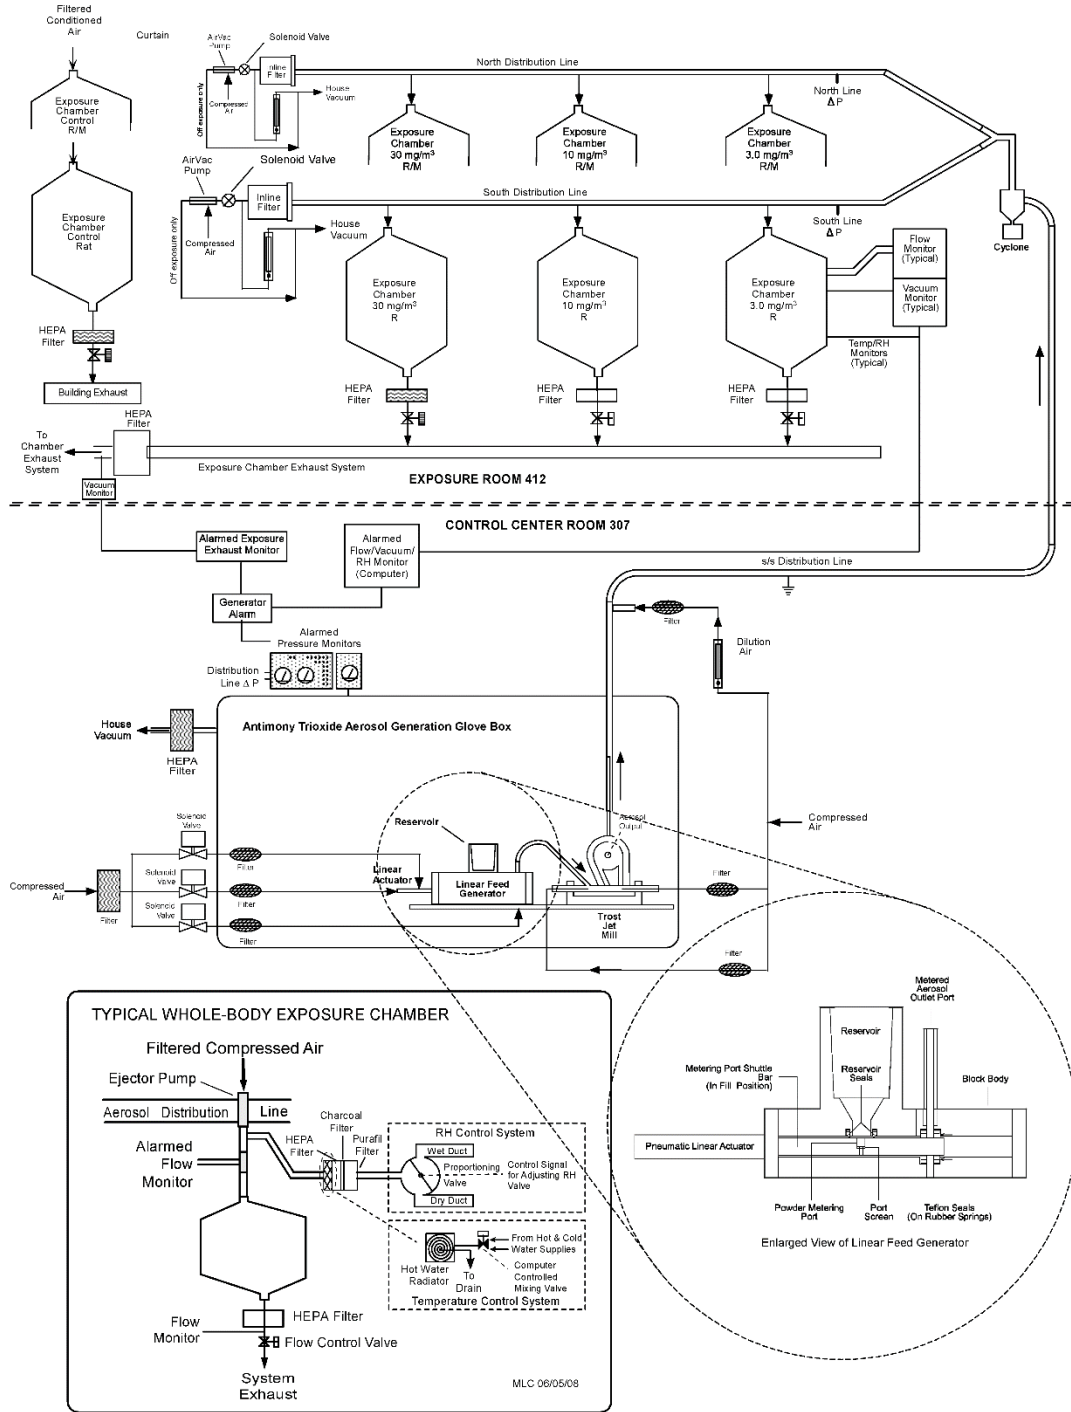 Filtered
Conditioned
Air
Curtain
Exposure
Chamber
Control
R/M
Exposure
Chamber
Control
Rat
HEPA
Filter
Building Exhaust
AirVac
Pump
Solenoid Valve
Inline
Filter
Compressed
Air
House
Vacuum
Off exposure only
North Distribution Line
North Line
Δ P
Exposure
Chamber
30 mg/m³
R/M
Exposure
Chamber
10 mg/m³
R/M
Exposure
Chamber
3.0 mg/m³
R/M
AirVac
Pump
Solenoid Valve
Inline
Filter
Compressed
Air
House
Vacuum
Off exposure only
South Distribution Line
South Line
Δ P
Cyclone
Exposure
Chamber
30 mg/m³
R
Exposure
Chamber
10 mg/m³
R
Exposure
Chamber
3.0 mg/m³
R
Flow
Monitor
(Typical)
Vacuum
Monitor
(Typical)
Temp/RH
Monitors
(Typical)
HEPA
Filter
HEPA
Filter
HEPA
Filter
HEPA
Filter
To
Chamber
Exhaust
System
Vacuum
Monitor
Exposure Chamber Exhaust System
EXPOSURE ROOM 412
CONTROL CENTER ROOM 307
Alarmed Exposure
Exhaust Monitor
Alarmed
Flow/Vacuum/
RH Monitor
(Computer)
Generator
Alarm
s/s Distribution Line
Filter
Dilution
Air
Alarmed
Pressure Monitors
Distribution
Line Δ P
House
Vacuum
HEPA
Filter
Antimony Trioxide Aerosol Generation Glove Box
Solenoid
Valve
Filter
Solenoid
Valve
Filter
Solenoid
Valve
Filter
Compressed
Air
Filter
Reservoir
Linear
Actuator
Linear Feed
Generator
Aerosol
Output
Trost
Jet
Mill
Compressed
Air
Filter
Filter
TYPICAL WHOLE-BODY EXPOSURE CHAMBER
Filtered Compressed Air
Ejector Pump
Aerosol Distribution Line
Alarmed
Flow
Monitor
HEPA
Filter
Charcoal
Filter
Purafil
Filter
RH Control System
Wet Duct
Proportioning
Valve
Dry Duct
Control Signal
for Adjusting RH
Valve
Hot Water
Radiator
To
Drain
From Hot & Cold
Water Supplies
Computer
Controlled
Mixing Valve
Temperature Control System
HEPA Filter
Flow
Monitor
Flow Control Valve
System
Exhaust
MLC 06/05/08
Metered
Aerosol
Outlet Port
Reservoir
Reservoir
Seals
Metering Port Shuttle
Bar
(In Fill Position)
Block Body
Pneumatic Linear Actuator
Powder Metering
Port
Port
Screen
Teflon Seals
(On Rubber Springs)
Enlarged View of Linear Feed Generator